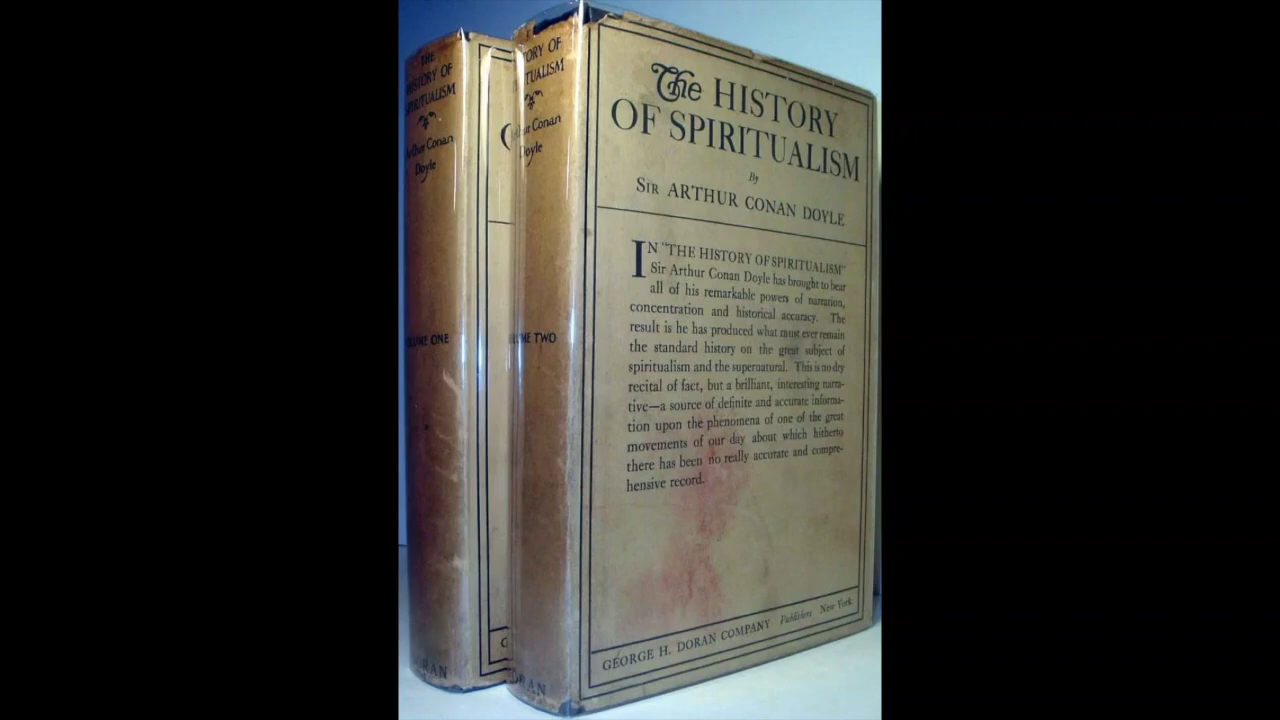 THE
HISTORY OF
SPIRITUALISM
Arthur Conan
Doyle
VOLUME ONE
DORAN
ORY OF
TUALISM
Conan
Doyle
ME TWO
DORAN
The HISTORY
OF SPIRITUALISM
By
SIR ARTHUR CONAN DOYLE
IN "THE HISTORY OF SPIRITUALISM"
Sir Arthur Conan Doyle has brought to bear
all of his remarkable powers of narration,
concentration and historical accuracy. The
result is he has produced what must ever remain
the standard history on the great subject of
spiritualism and the supernatural. This is no dry
recital of fact, but a brilliant, interesting narra-
tive—a source of definite and accurate informa-
tion upon the phenomena of one of the great
movements of our day about which hitherto
there has been no really accurate and compre-
hensive record.
GEORGE H. DORAN COMPANY Publishers New York